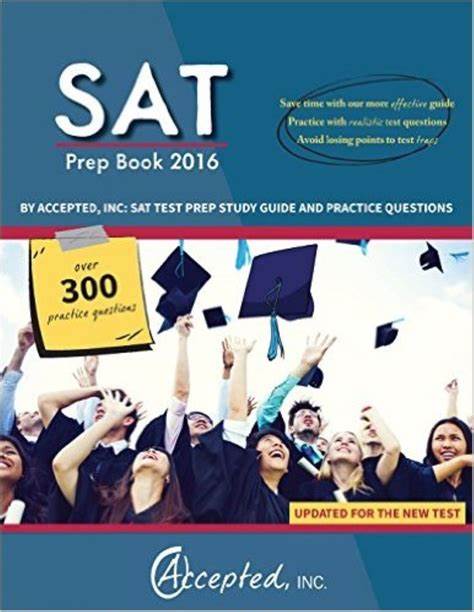 SAT
Prep Book 2016
Save time with our more effective guide
Practice with realistic test questions
Avoid losing points to test traps
BY ACCEPTED, INC: SAT TEST PREP STUDY GUIDE AND PRACTICE QUESTIONS
over
300
practice questions
UPDATED FOR THE NEW TEST
Accepted, INC.